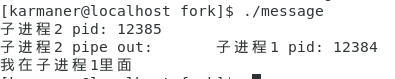 [karmaner@localhost fork]$ ./message
子进程2 pid: 12385
子进程2 pipe out:       子进程1 pid: 12384
我在子进程1里面